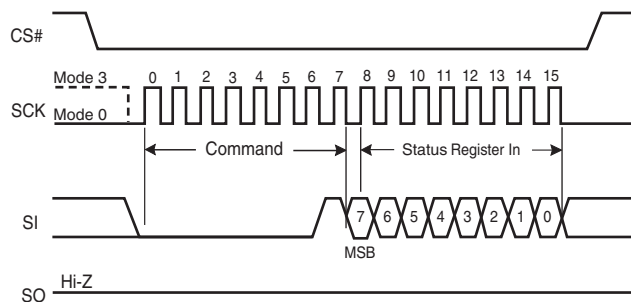 CS#
Mode 3
0 1 2 3 4 5 6 7 8 9 10 11 12 13 14 15
SCK
Mode 0
Command
Status Register In
SI
7 6 5 4 3 2 1 0
MSB
Hi-Z
SO